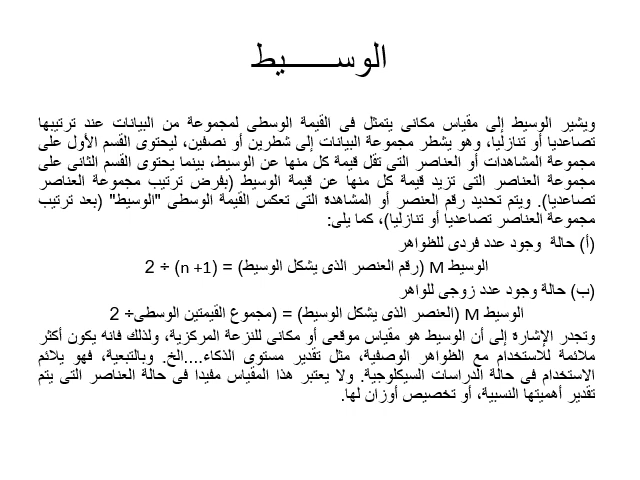 الوســــــيط
ويشير الوسيط إلى مقياس مكانى يتمثل فى القيمة الوسطى لمجموعة من البيانات عند ترتيبها
تصاعديا أو تنازليا، وهو يشطر مجموعة البيانات إلى شطرين أو نصفين، ليحتوى القسم الأول على
مجموعة المشاهدات أو العناصر التى تقل قيمة كل منها عن الوسيط، بينما يحتوى القسم الثانى على
مجموعة العناصر التى تزيد قيمة كل منها عن قيمة الوسيط (بفرض ترتيب مجموعة العناصر
تصاعديا). ويتم تحديد رقم العنصر أو المشاهدة التى تعكس القيمة الوسطى "الوسيط" (بعد ترتيب
مجموعة العناصر تصاعديا أو تنازليا)، كما يلى:
(أ) حالة وجود عدد فردى للظواهر
الوسيط M (رقم العنصر الذى يشكل الوسيط) = (n +1) ÷ 2
(ب) حالة وجود عدد زوجى للواهر
الوسيط M (العنصر الذى يشكل الوسيط) = (مجموع القيمتين الوسطى÷ 2
وتجدر الإشارة إلى أن الوسيط هو مقياس موقعى أو مكانى للنزعة المركزية، ولذلك فانه يكون أكثر
ملائمة للاستخدام مع الظواهر الوصفية، مثل تقدير مستوى الذكاء....الخ. وبالتبعية، فهو يلائم
الاستخدام فى حالة الدراسات السيكلوجية. ولا يعتبر هذا المقياس مفيدا فى حالة العناصر التى يتم
تقدير أهميتها النسبية، أو تخصيص أوزان لها.